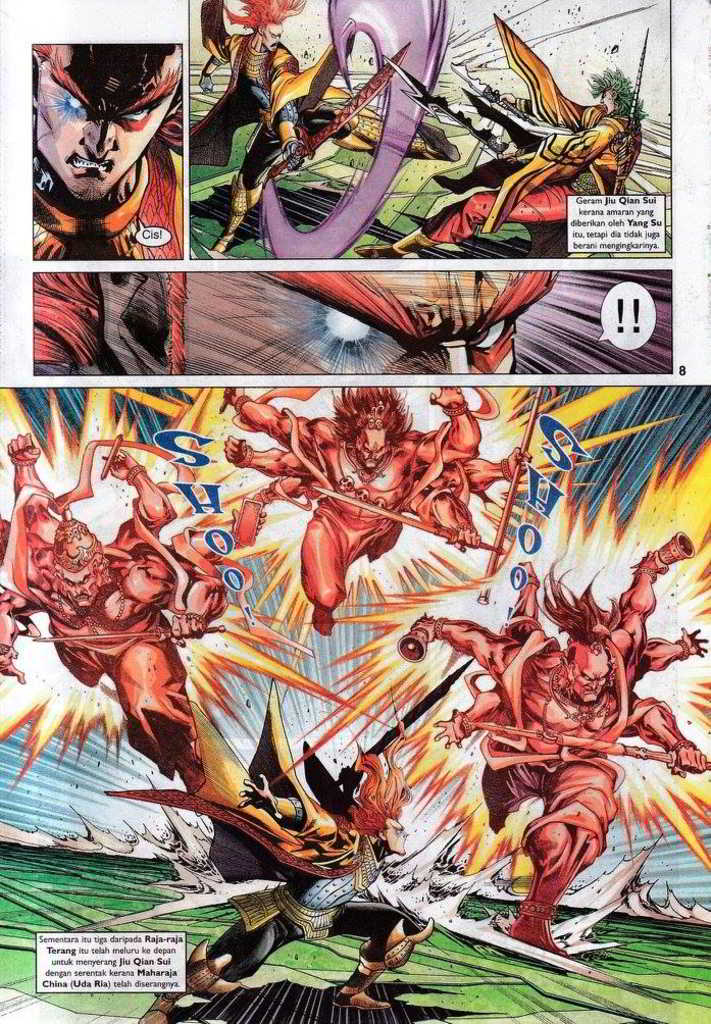 Cis!
Geram Jiu Qian Sui
kerana amaran yang
diberikan oleh Yang Su
itu, tetapi dia tidak juga
berani mengingkarinya.
!!
8
SHOO!
SHOO!
Sementara itu tiga daripada Raja-raja
Terang itu telah meluru ke depan
untuk menyerang Jiu Qian Sui
dengan serentak kerana Maharaja
China (Uda Ria) telah menyuruh.